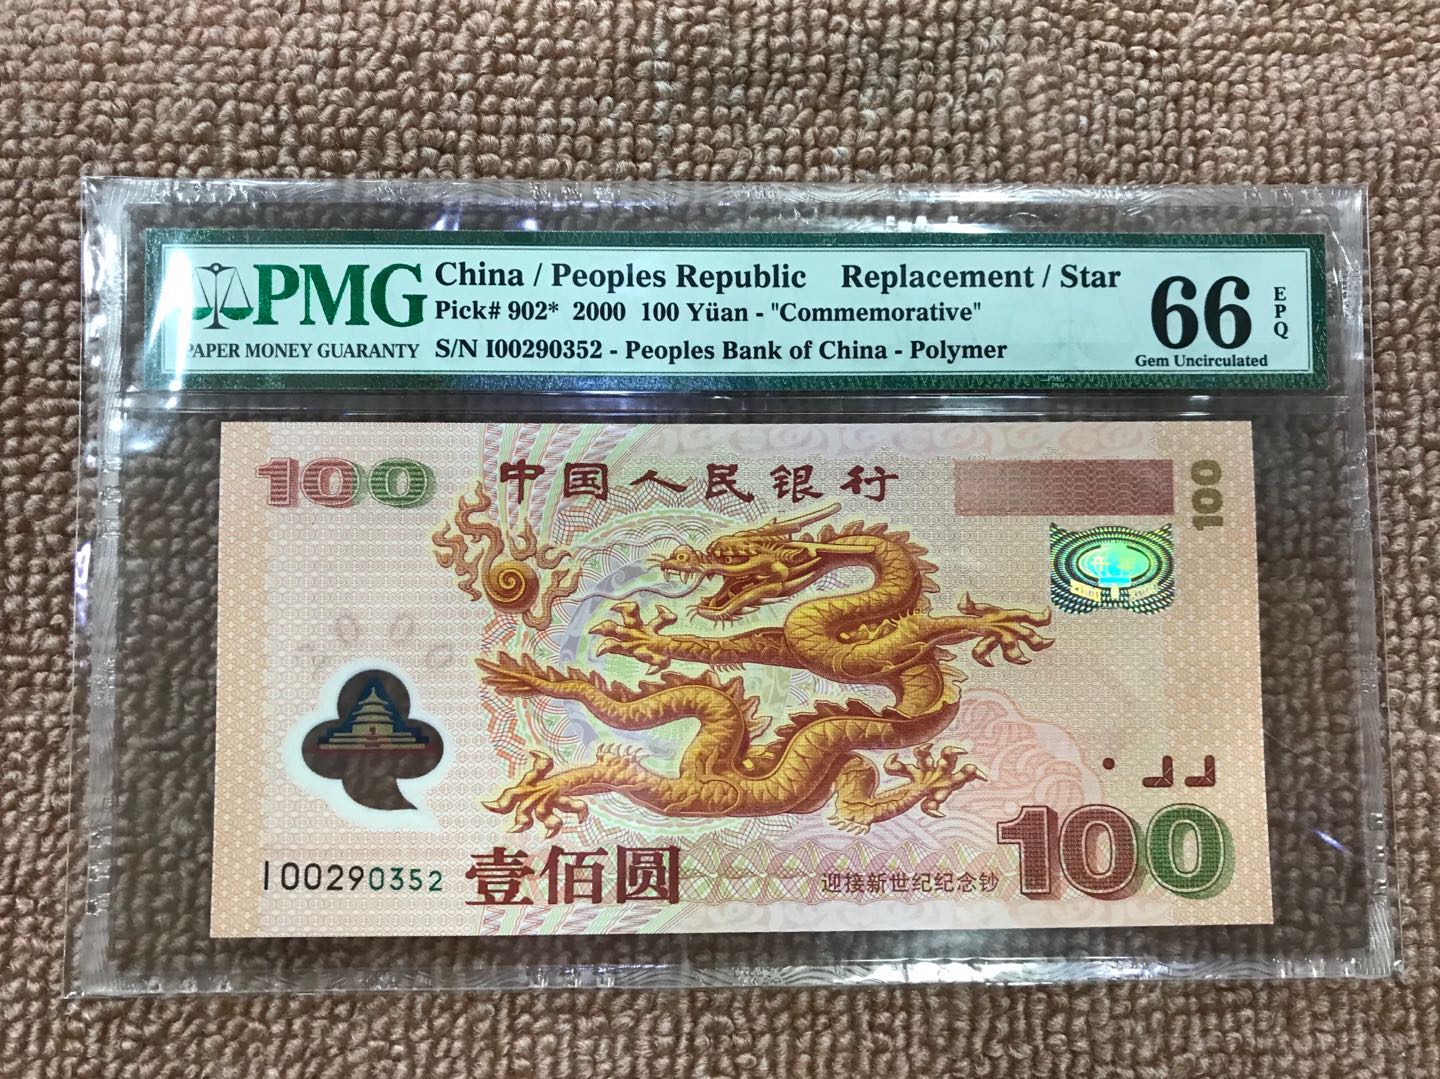 PMG
PAPER MONEY GUARANTY
China / Peoples Republic Replacement / Star
Pick# 902* 2000 100 Yüan - "Commemorative"
S/N I00290352 - Peoples Bank of China - Polymer
66
EPQ
Gem Uncirculated
100
中国人民银行
100
I00290352
壹佰圆
迎接新世纪纪念钞
100